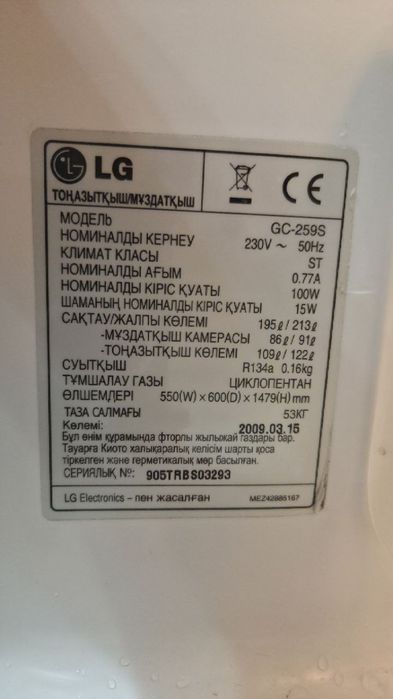 LG
ТОҢАЗЫТҚЫШ/МҰЗДАТҚЫШ
CE
МОДЕЛЬ GC-259S
НОМИНАЛДЫ КЕРНЕУ 230V ~ 50Hz
КЛИМАТ КЛАСЫ ST
НОМИНАЛДЫ АҒЫМ 0.77A
НОМИНАЛДЫ КІРІС ҚУАТЫ 100W
ШАМАНЫҢ НОМИНАЛДЫ КІРІС ҚУАТЫ 15W
САҚТАУ/ЖАЛПЫ КӨЛЕМІ 195ℓ / 213ℓ
-МҰЗДАТҚЫШ КАМЕРАСЫ 86ℓ / 91ℓ
-ТОҢАЗЫТҚЫШ КӨЛЕМІ 109ℓ / 122ℓ
СУЫТҚЫШ R134a 0.16kg
ТҰМШАЛАУ ГАЗЫ ЦИКЛОПЕНТАН
ӨЛШЕМДЕРІ 550(W)×600(D)×1479(H)mm
ТАЗА САЛМАҒЫ 53КГ
Көлемі: 2009.03.15
Бұл өнім құрамында фторлы жылыжай газдары бар.
Тауарға Киото халықаралық келісім шарты қоса
тіркелген және герметикалық мөр басылған.
СЕРИЯЛЫҚ №: 905TRBS03293
LG Electronics - пен жасалған MEZ42885167